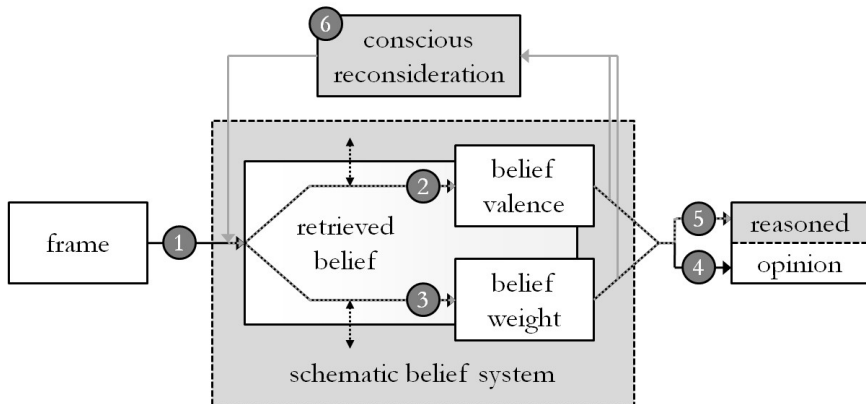 6
conscious
reconsideration
frame
1
retrieved
belief
2
belief
valence
3
belief
weight
schematic belief system
5
reasoned
4
opinion